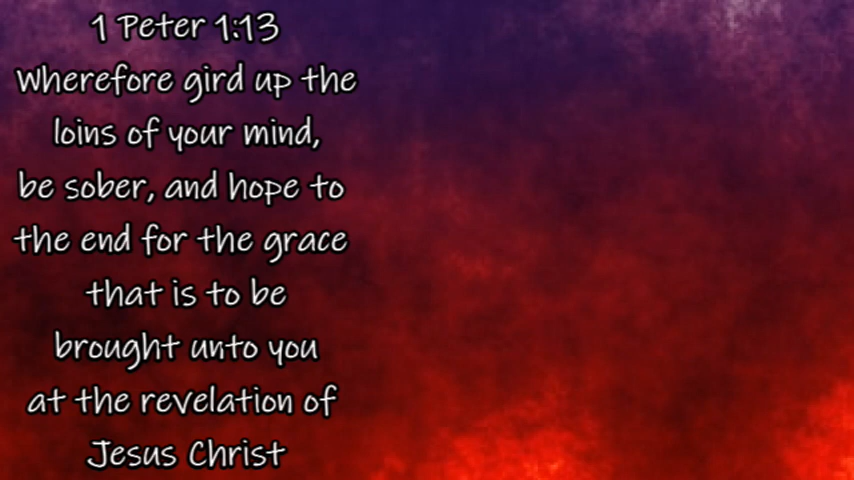 1 Peter 1:13
Wherefore gird up the
loins of your mind,
be sober, and hope to
the end for the grace
that is to be
brought unto you
at the revelation of
Jesus Christ